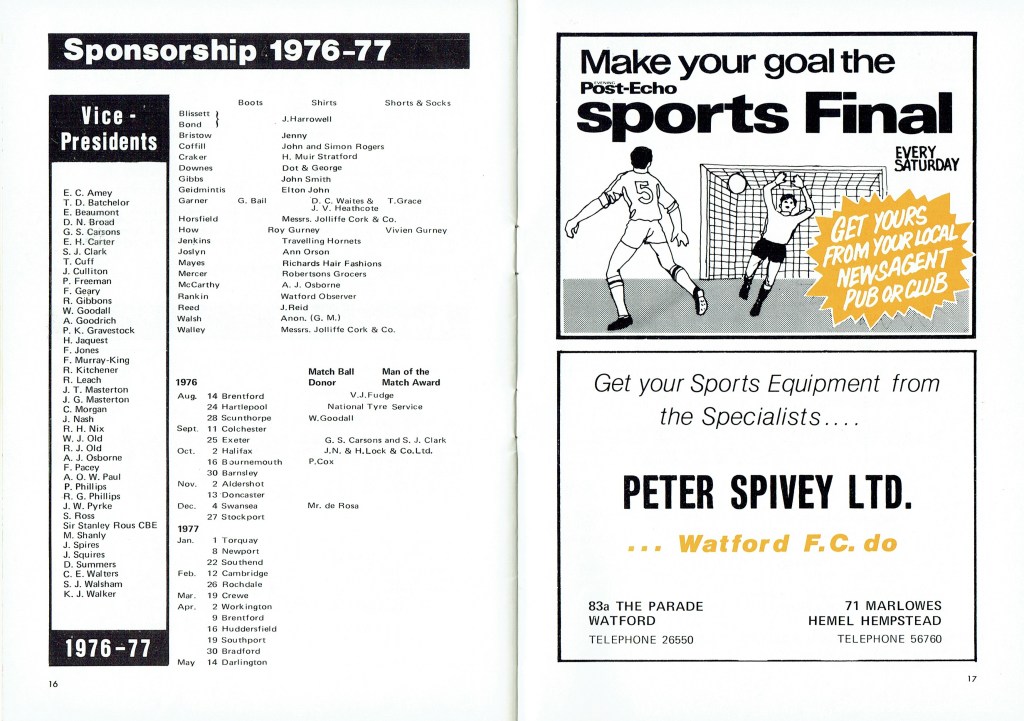 Sponsorship 1976-77
Vice -
Presidents
E. C. Amey
T. D. Batchelor
E. Beaumont
D. N. Broad
G. S. Carsons
E. H. Carter
S. J. Clark
T. Cuff
J. Culliton
P. Freeman
F. Geary
R. Gibbons
W. Goodall
A. Goodrich
P. K. Gravestock
H. Jaquest
F. Jones
F. Murray-King
R. Kitchener
R. Leach
J. T. Masterton
J. G. Masterton
C. Morgan
J. Nash
R. H. Nix
W. J. Old
R. J. Old
A. J. Osborne
F. Pacey
A. O. W. Paul
P. Phillips
R. G. Phillips
J. W. Pyrke
S. Ross
Sir Stanley Rous CBE
M. Shanly
J. Spires
J. Squires
D. Summers
C. E. Walters
S. J. Walsham
K. J. Walker
1976-77
16
Boots Shirts Shorts & Socks
Blissett }
Bond } J.Harrowell
Bristow Jenny
Coffill John and Simon Rogers
Craker H. Muir Stratford
Downes Dot & George
Gibbs John Smith
Geidmintis Elton John
Garner G. Bail D. C. Waites & T.Grace
J. V. Heathcote
Horsfield Messrs. Jolliffe Cork & Co.
How Roy Gurney Vivien Gurney
Jenkins Travelling Hornets
Joslyn Ann Orson
Mayes Richards Hair Fashions
Mercer Robertsons Grocers
McCarthy A. J. Osborne
Rankin Watford Observer
Reed J.Reid
Walsh Anon. (G. M.)
Walley Messrs. Jolliffe Cork & Co.
Match Ball Man of the
1976 Donor Match Award
Aug. 14 Brentford V.J.Fudge
24 Hartlepool National Tyre Service
28 Scunthorpe W.Goodall
Sept. 11 Colchester
25 Exeter G. S. Carsons and S. J. Clark
Oct. 2 Halifax J.N. & H.Lock & Co.Ltd.
16 Bournemouth P.Cox
30 Barnsley
Nov. 2 Aldershot
13 Doncaster
Dec. 4 Swansea Mr. de Rosa
27 Stockport
1977
Jan. 1 Torquay
8 Newport
22 Southend
Feb. 12 Cambridge
26 Rochdale
Mar. 19 Crewe
Apr. 2 Workington
9 Brentford
16 Huddersfield
19 Southport
30 Bradford
May 14 Darlington
Make your goal the
EVENING
Post-Echo
sports Final
EVERY
SATURDAY
5
GET YOURS
FROM YOUR LOCAL
NEWSAGENT
PUB OR CLUB
Get your Sports Equipment from
the Specialists....
PETER SPIVEY LTD.
... Watford F.C. do
83a THE PARADE
WATFORD
TELEPHONE 26550
71 MARLOWES
HEMEL HEMPSTEAD
TELEPHONE 56760
17